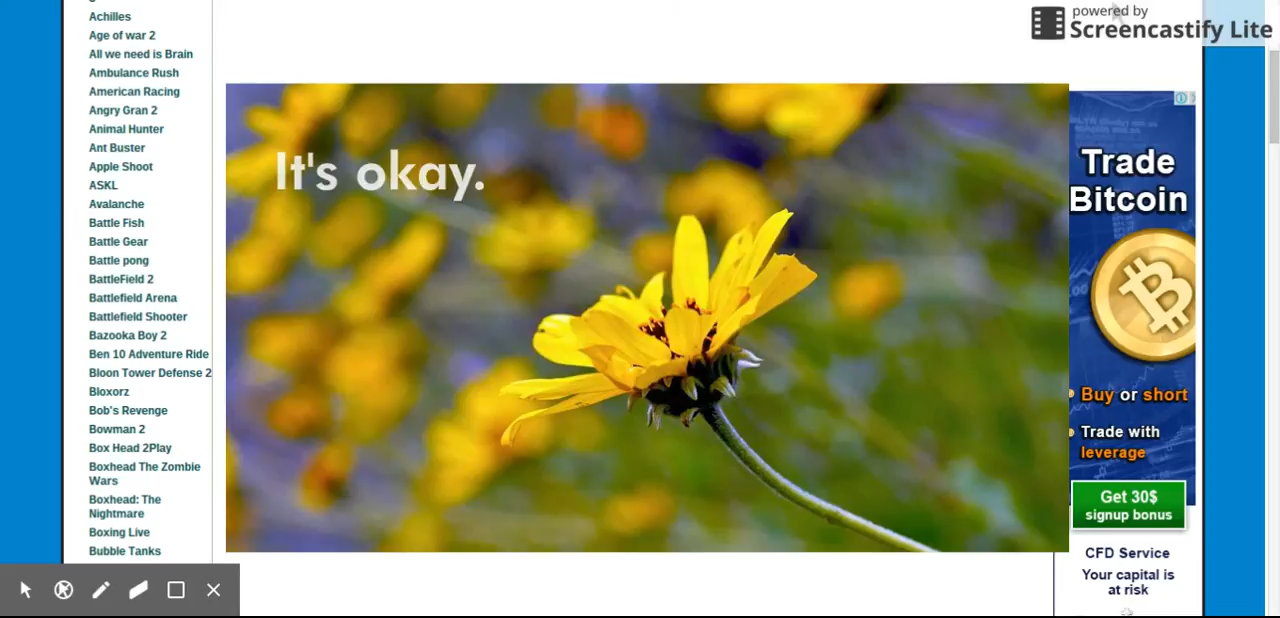 powered by
Screencastify Lite
Achilles
Age of war 2
All we need is Brain
Ambulance Rush
American Racing
Angry Gran 2
Animal Hunter
Ant Buster
Apple Shoot
ASKL
Avalanche
Battle Fish
Battle Gear
Battle pong
BattleField 2
Battlefield Arena
Battlefield Shooter
Bazooka Boy 2
Ben 10 Adventure Ride
Bloon Tower Defense 2
Bloxorz
Bob's Revenge
Bowman 2
Box Head 2Play
Boxhead The Zombie
Wars
Boxhead: The
Nightmare
Boxing Live
Bubble Tanks
It's okay.
Trade
Bitcoin
Buy or short
Trade with
leverage
Get 30$
signup bonus
CFD Service
Your capital is
at risk